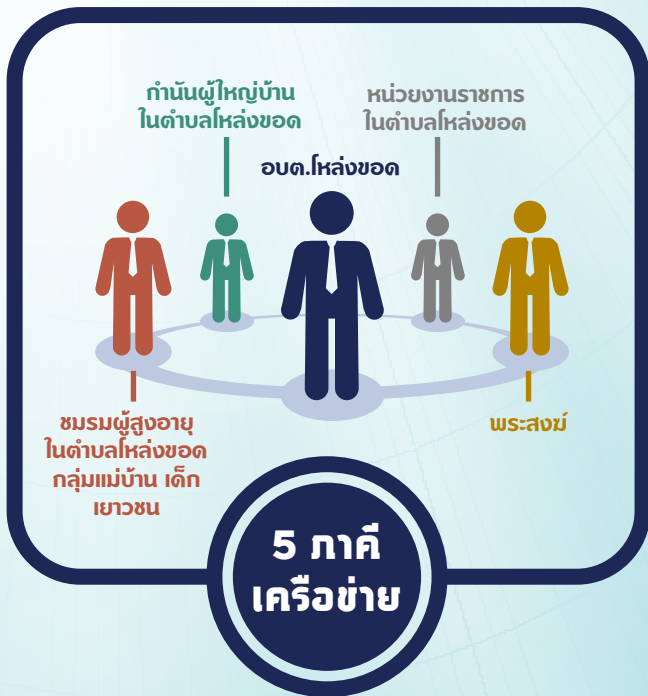 กำนันผู้ใหญ่บ้าน
ในตำบลโหล่งขอด
หน่วยงานราชการ
ในตำบลโหล่งขอด
อบต.โหล่งขอด
ชมรมผู้สูงอายุ
ในตำบลโหล่งขอด
กลุ่มแม่บ้าน เด็ก
เยาวชน
พระสงฆ์
5 ภาคี
เครือข่าย